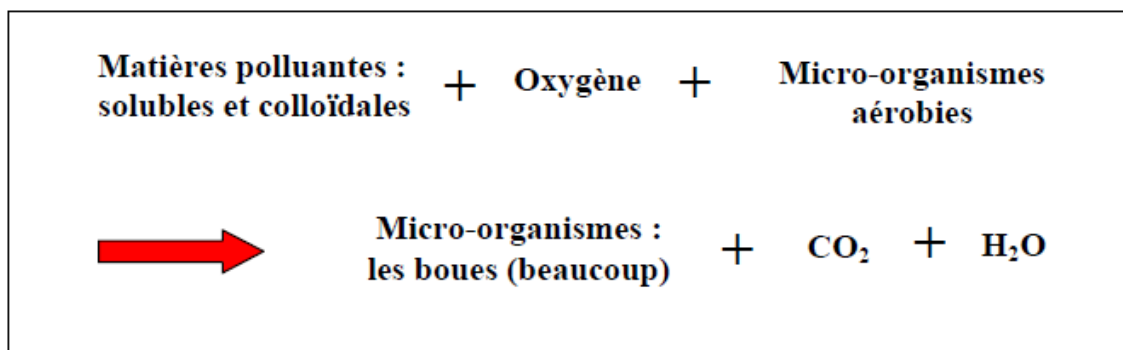 Matières polluantes :
solubles et colloïdales
+ Oxygène +
Micro-organismes
aérobies
Micro-organismes :
les boues (beaucoup)
+ CO₂ + H₂O